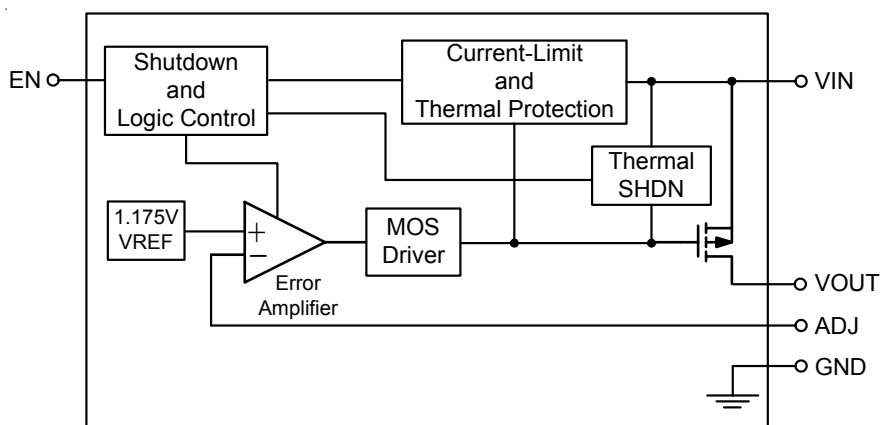 EN
Shutdown
and
Logic Control
Current-Limit
and
Thermal Protection
VIN
Thermal
SHDN
1.175V
VREF
+
−
Error
Amplifier
MOS
Driver
VOUT
ADJ
GND